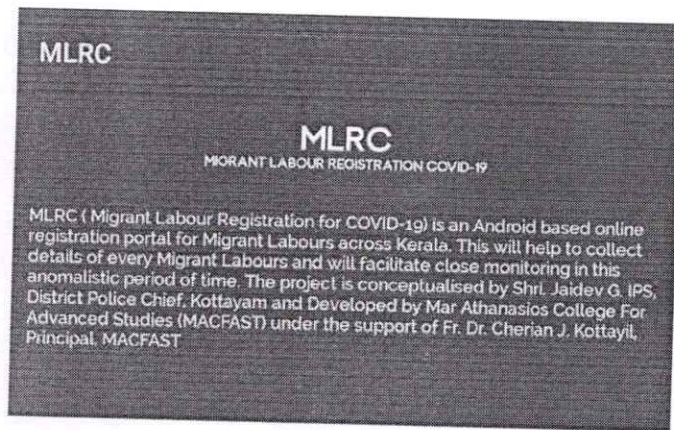 MLRC
MLRC
MIGRANT LABOUR REGISTRATION COVID-19
MLRC ( Migrant Labour Registration for COVID-19) is an Android based online
registration portal for Migrant Labours across Kerala. This will help to collect
details of every Migrant Labours and will facilitate close monitoring in this
anomalistic period of time. The project is conceptualised by Shri. Jaidev G. IPS,
District Police Chief, Kottayam and Developed by Mar Athanasios College For
Advanced Studies (MACFAST) under the support of Fr. Dr. Cherian J. Kottayil,
Principal, MACFAST